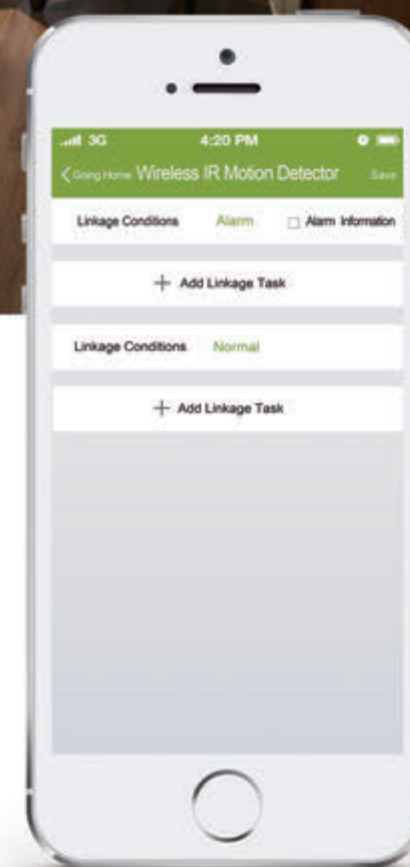 3G 4:20 PM
Going Home Wireless IR Motion Detector Save
Linkage Conditions Alarm Alarm Information
+ Add Linkage Task
Linkage Conditions Normal
+ Add Linkage Task